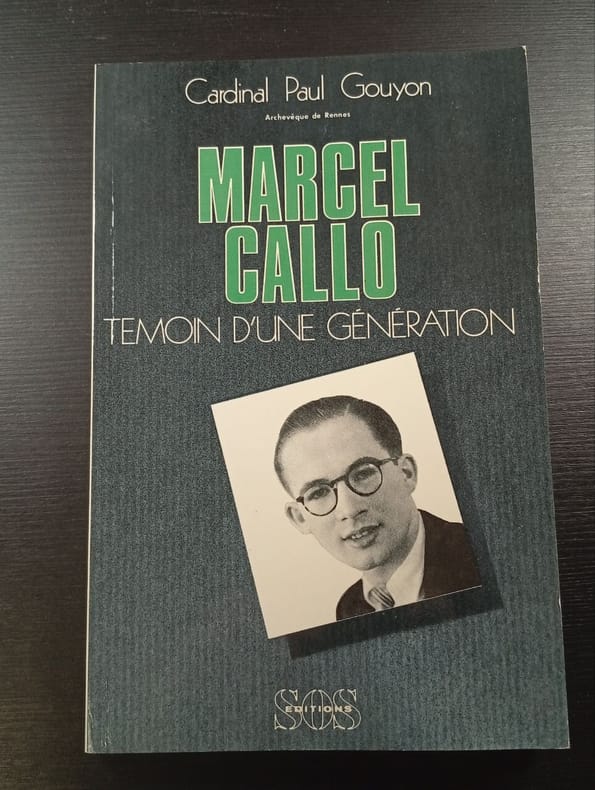 Cardinal Paul Gouyon
Archevêque de Rennes
MARCEL
CALLO
TEMOIN D'UNE GÉNÉRATION
SOS
EDITIONS